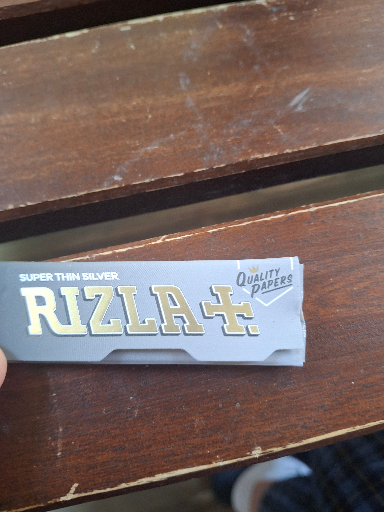 SUPER THIN SILVER
RIZLA+.
QUALITY
PAPERS